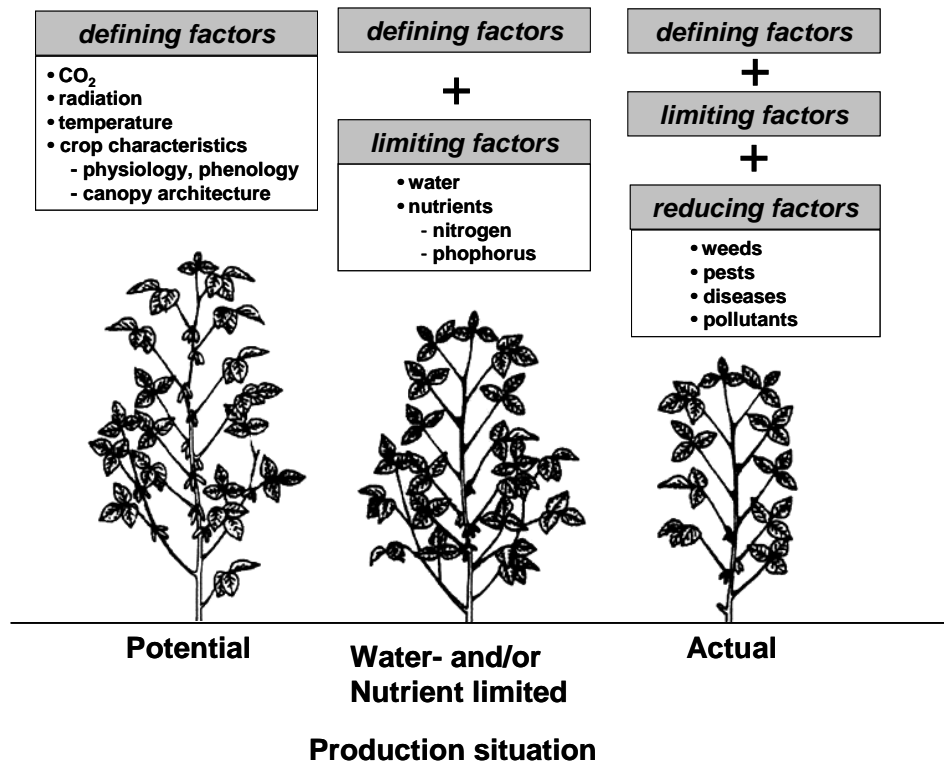 defining factors
• CO₂
• radiation
• temperature
• crop characteristics
- physiology, phenology
- canopy architecture
defining factors
+
limiting factors
• water
• nutrients
- nitrogen
- phophorus
defining factors
+
limiting factors
+
reducing factors
• weeds
• pests
• diseases
• pollutants
Potential
Water- and/or
Nutrient limited
Actual
Production situation